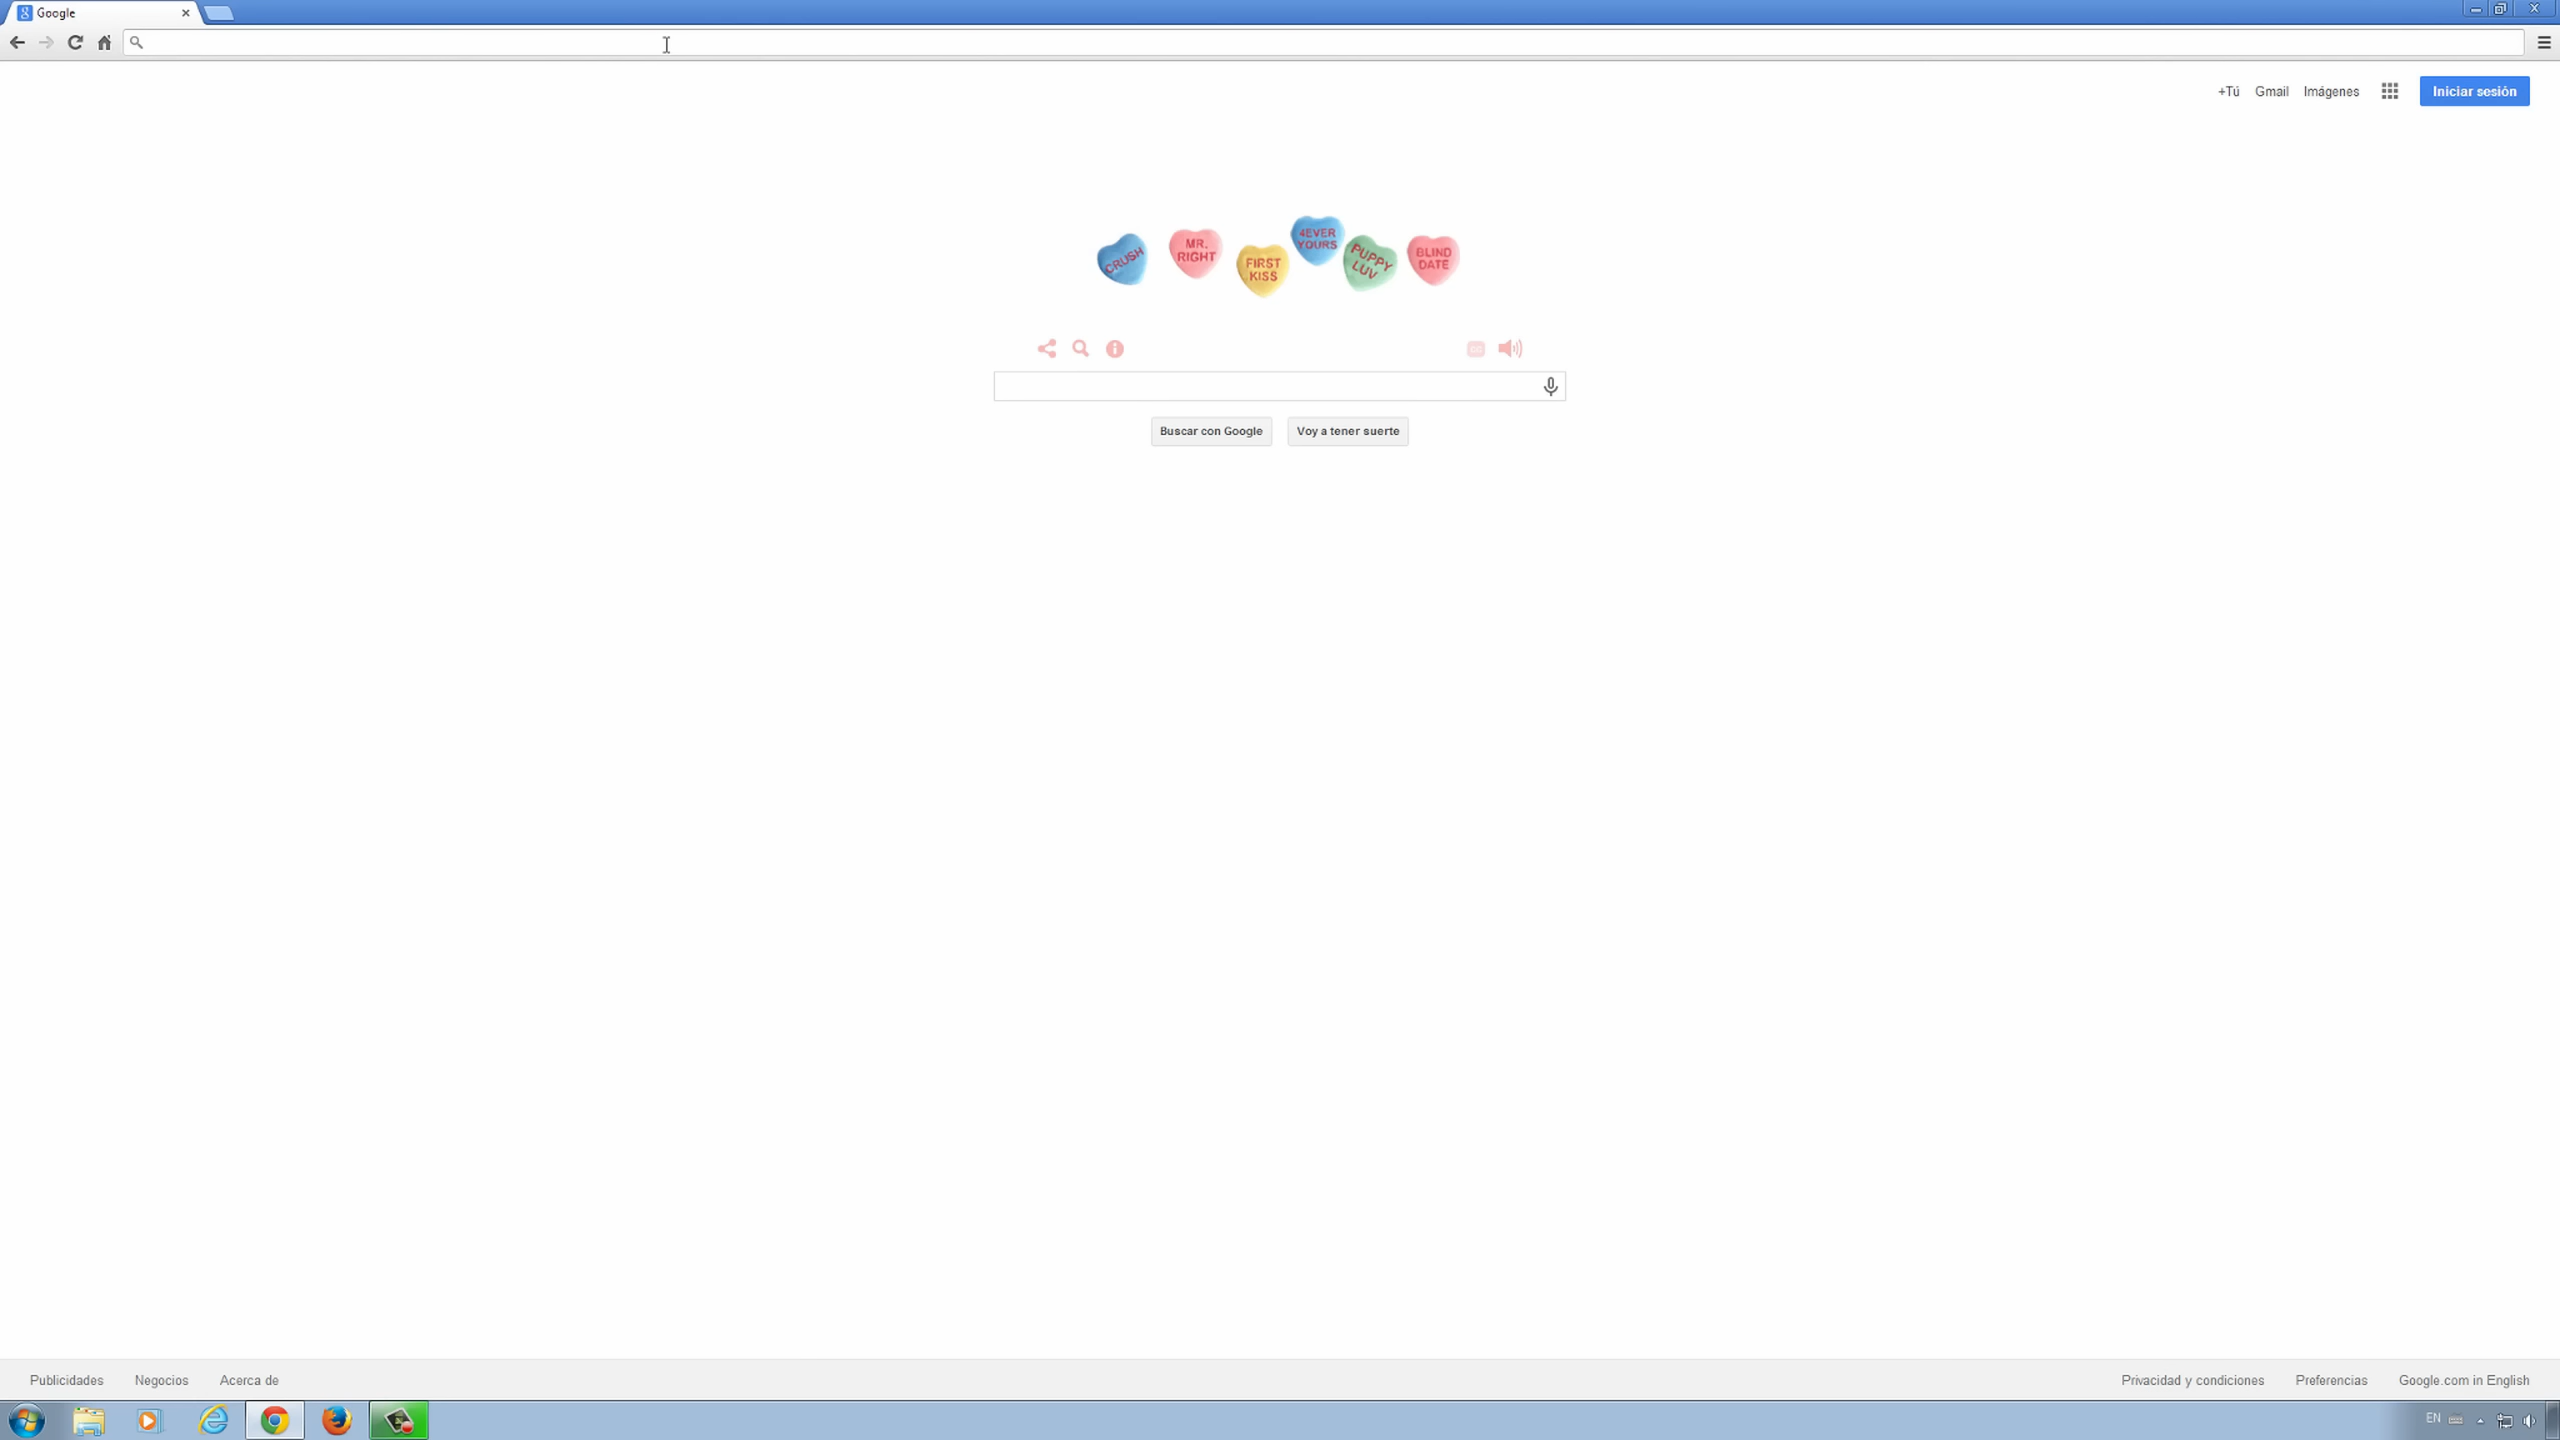 Google
+Tú Gmail Imágenes Iniciar sesión
CRUSH
MR.
RIGHT
FIRST
KISS
4EVER
YOURS
PUPPY
LUV
BLIND
DATE
CC
Buscar con Google Voy a tener suerte
Publicidades Negocios Acerca de Privacidad y condiciones Preferencias Google.com in English
EN